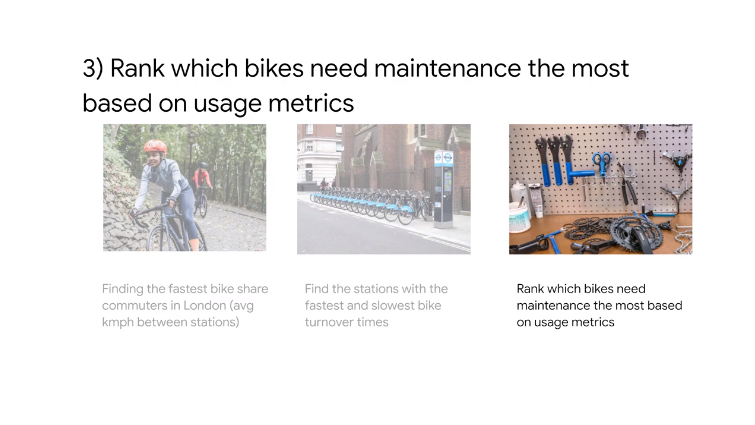 3) Rank which bikes need maintenance the most
based on usage metrics
Finding the fastest bike share
commuters in London (avg
kmph between stations)
Find the stations with the
fastest and slowest bike
turnover times
Rank which bikes need
maintenance the most based
on usage metrics